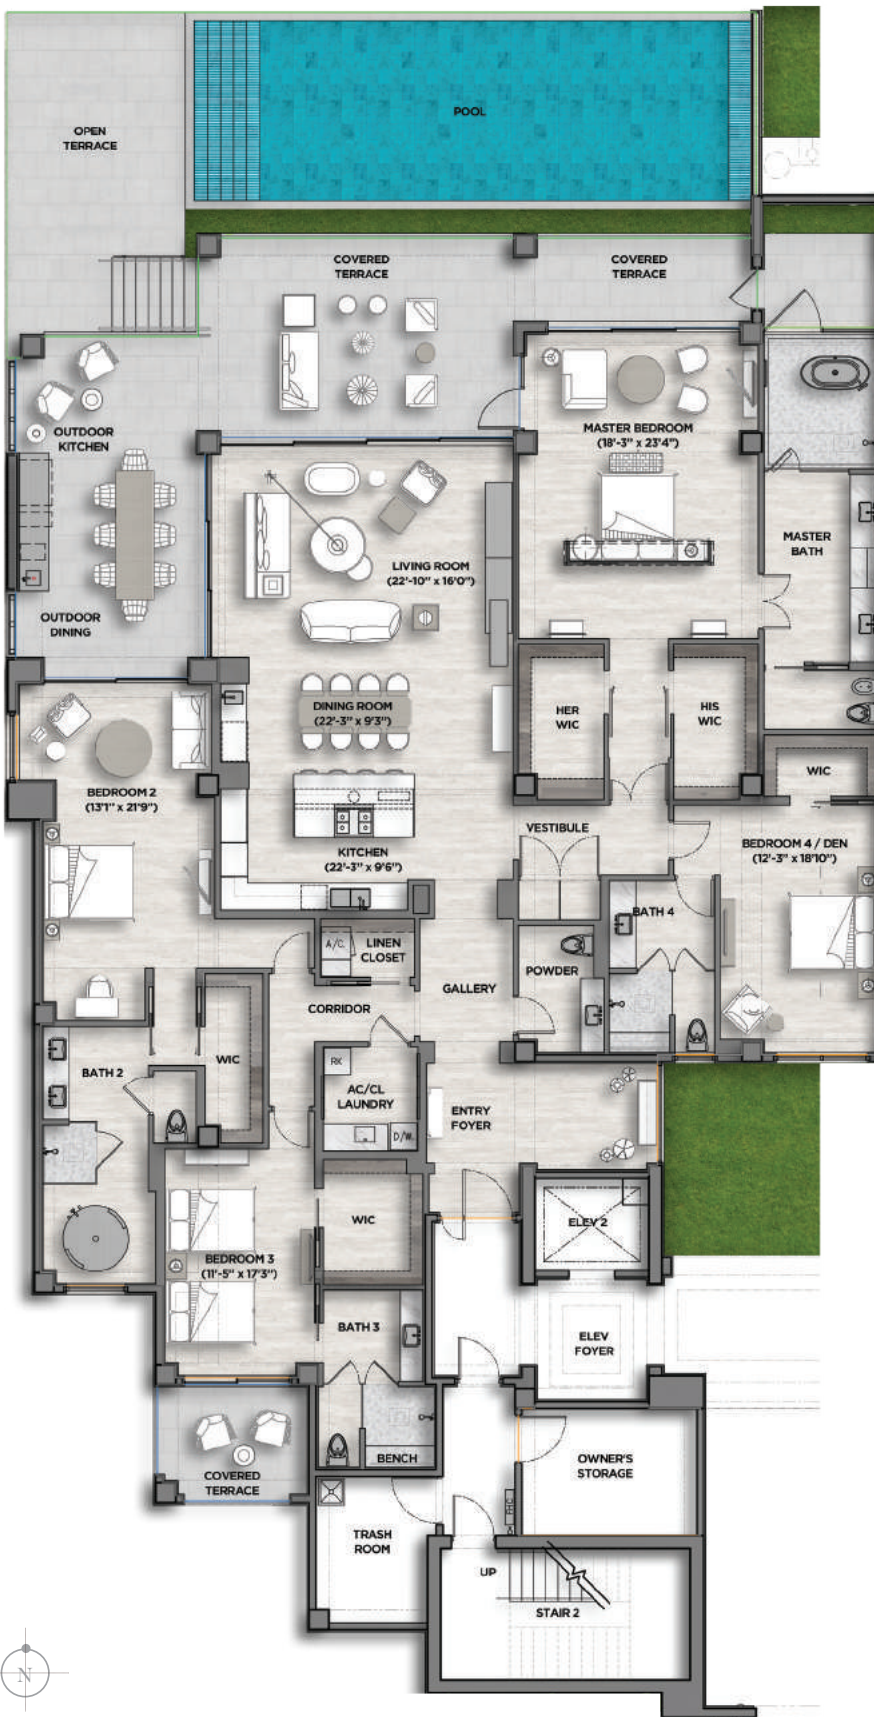 POOL
OPEN
TERRACE
COVERED
TERRACE
COVERED
TERRACE
OUTDOOR
KITCHEN
MASTER BEDROOM
(18'-3" x 23'4")
MASTER
BATH
LIVING ROOM
(22'-10" x 16'0")
OUTDOOR
DINING
DINING ROOM
(22'-3" x 9'3")
HER
WIC
HIS
WIC
WIC
BEDROOM 2
(13'1" x 21'9")
VESTIBULE
BEDROOM 4 / DEN
(12'-3" x 18'10")
KITCHEN
(22'-3" x 9'6")
BATH 4
A/C.
LINEN
CLOSET
POWDER
GALLERY
CORRIDOR
WIC
BATH 2
RK
AC/CL
LAUNDRY
D/W.
ENTRY
FOYER
WIC
ELEV 2
BEDROOM 3
(11'-5" x 17'3")
BATH 3
ELEV
FOYER
BENCH
COVERED
TERRACE
OWNER'S
STORAGE
FHC
TRASH
ROOM
UP
STAIR 2
N